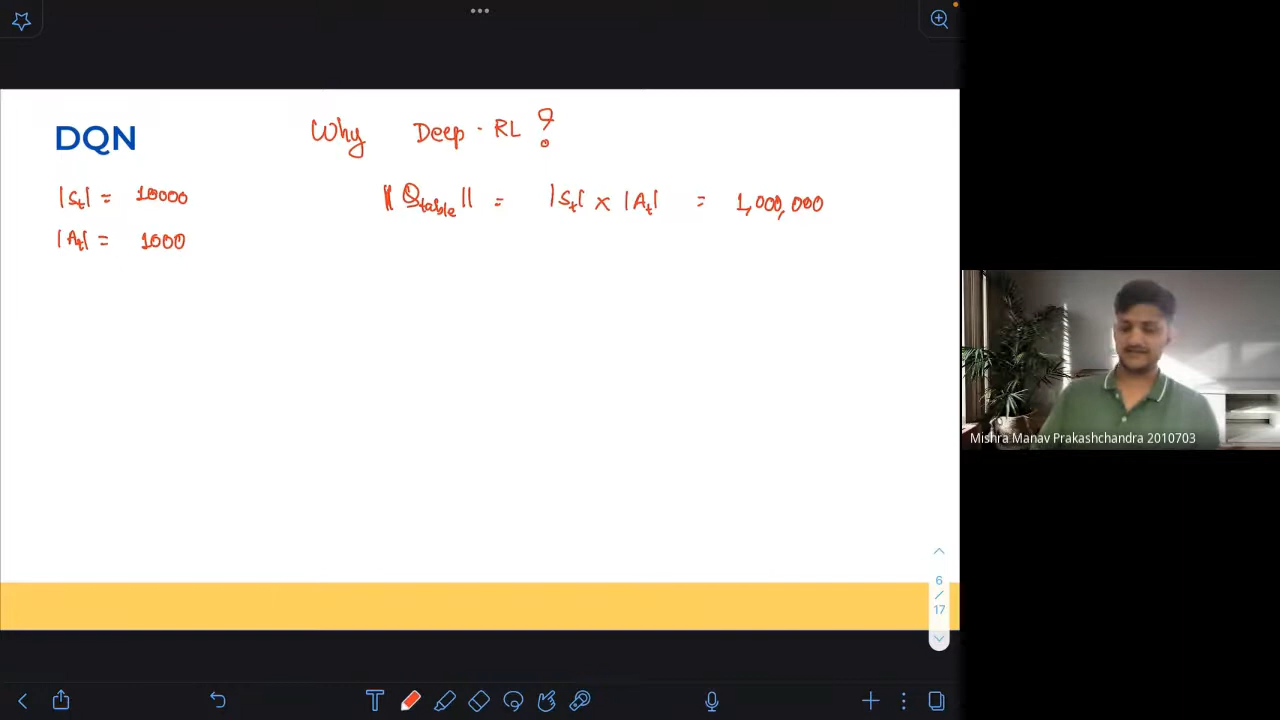 DQN
Why Deep-RL ?
|St| = 10000
||Qtable|| = |St| x |At| = 1,000,000
|At| = 1000
Mishra Manav Prakashchandra 2010703
6
/
17
T